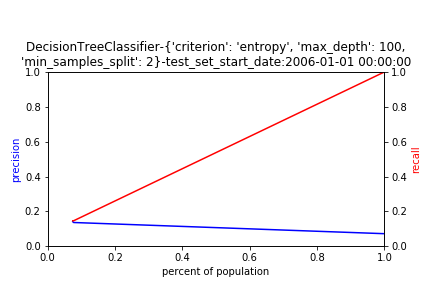 DecisionTreeClassifier-{'criterion': 'entropy', 'max_depth': 100,
'min_samples_split': 2}-test_set_start_date:2006-01-01 00:00:00
1.0
0.8
0.6
0.4
0.2
0.0
precision
1.0
0.8
0.6
0.4
0.2
0.0
recall
0.0 0.2 0.4 0.6 0.8 1.0
percent of population